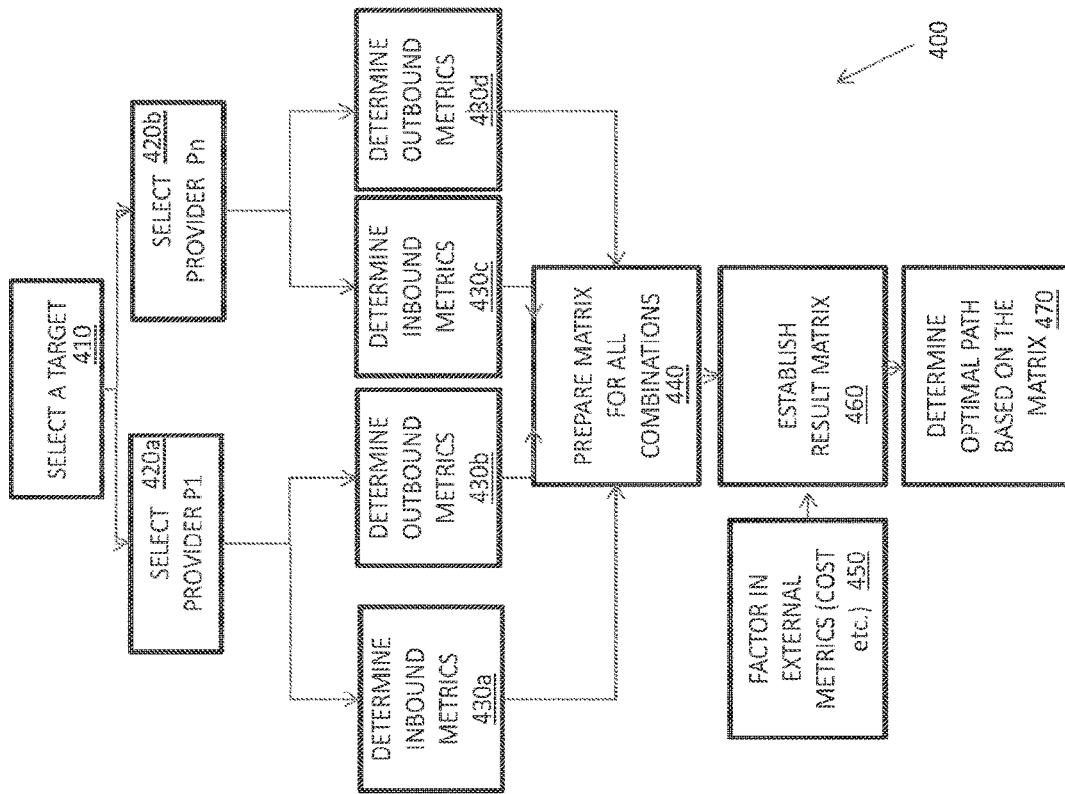 SELECT A TARGET
410
SELECT 420a
PROVIDER P1
SELECT 420b
PROVIDER Pn
DETERMINE
INBOUND
METRICS
430a
DETERMINE
OUTBOUND
METRICS
430b
DETERMINE
INBOUND
METRICS
430c
DETERMINE
OUTBOUND
METRICS
430d
PREPARE MATRIX
FOR ALL
COMBINATIONS
440
FACTOR IN
EXTERNAL
METRICS (COST
etc.) 450
ESTABLISH
RESULT MATRIX
460
DETERMINE
OPTIMAL PATH
BASED ON THE
MATRIX 470
400